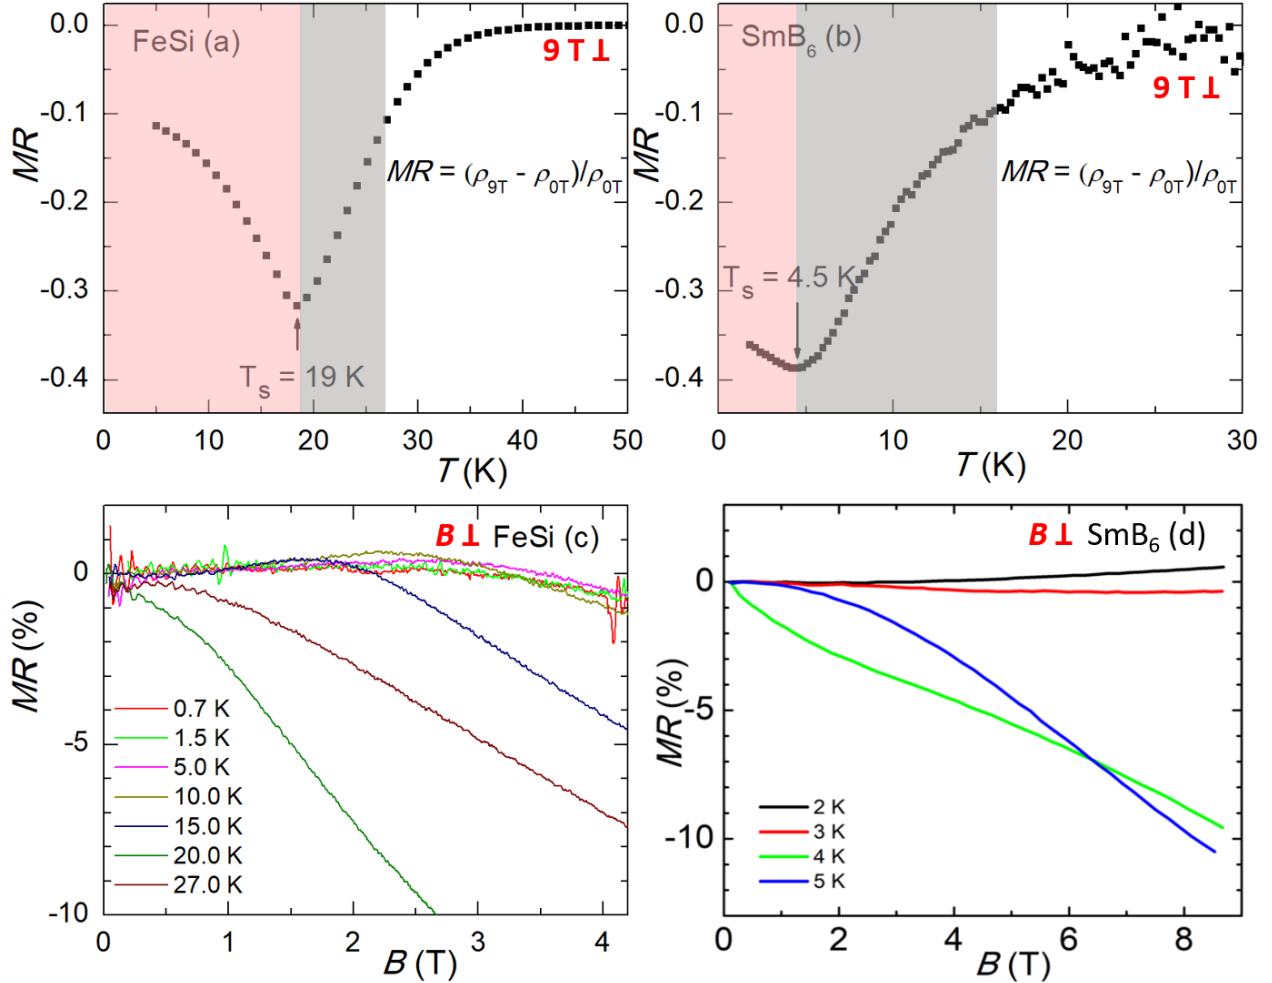 0.0
-0.1
-0.2
-0.3
-0.4
MR
FeSi (a)
9 T⊥
MR = (ρ9T - ρ0T)/ρ0T
Ts = 19 K
0 10 20 30 40 50
T (K)
0.0
-0.1
-0.2
-0.3
-0.4
MR
SmB6 (b)
9 T⊥
MR = (ρ9T - ρ0T)/ρ0T
Ts = 4.5 K
0 10 20 30
T (K)
0
-5
-10
MR (%)
B ⊥ FeSi (c)
0.7 K
1.5 K
5.0 K
10.0 K
15.0 K
20.0 K
27.0 K
0 1 2 3 4
B (T)
0
-5
-10
MR (%)
B ⊥ SmB6 (d)
2 K
3 K
4 K
5 K
0 2 4 6 8
B (T)